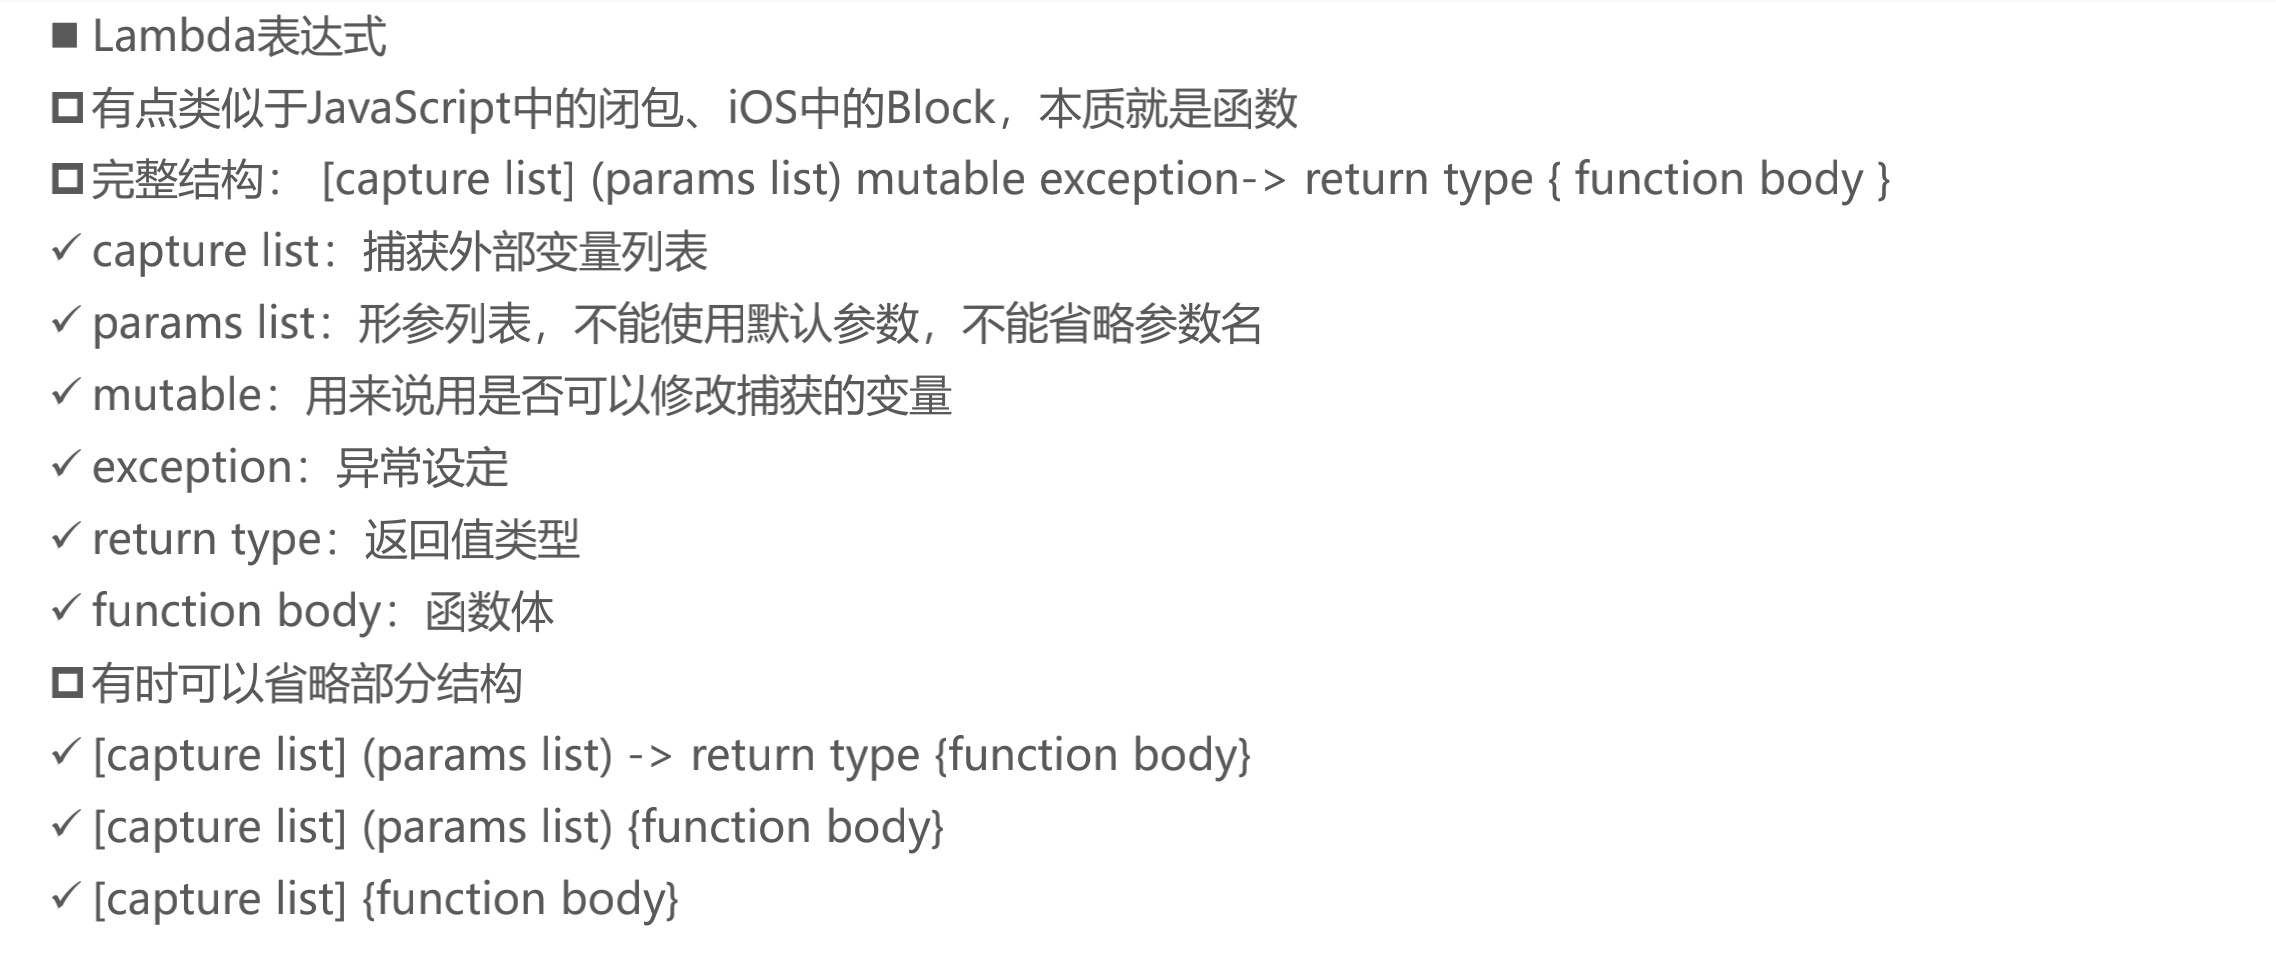 Lambda表达式
有点类似于JavaScript中的闭包、iOS中的Block，本质就是函数
完整结构： [capture list] (params list) mutable exception-> return type { function body }
capture list：捕获外部变量列表
params list：形参列表，不能使用默认参数，不能省略参数名
mutable：用来说用是否可以修改捕获的变量
exception：异常设定
return type：返回值类型
function body：函数体
有时可以省略部分结构
[capture list] (params list) -> return type {function body}
[capture list] (params list) {function body}
[capture list] {function body}